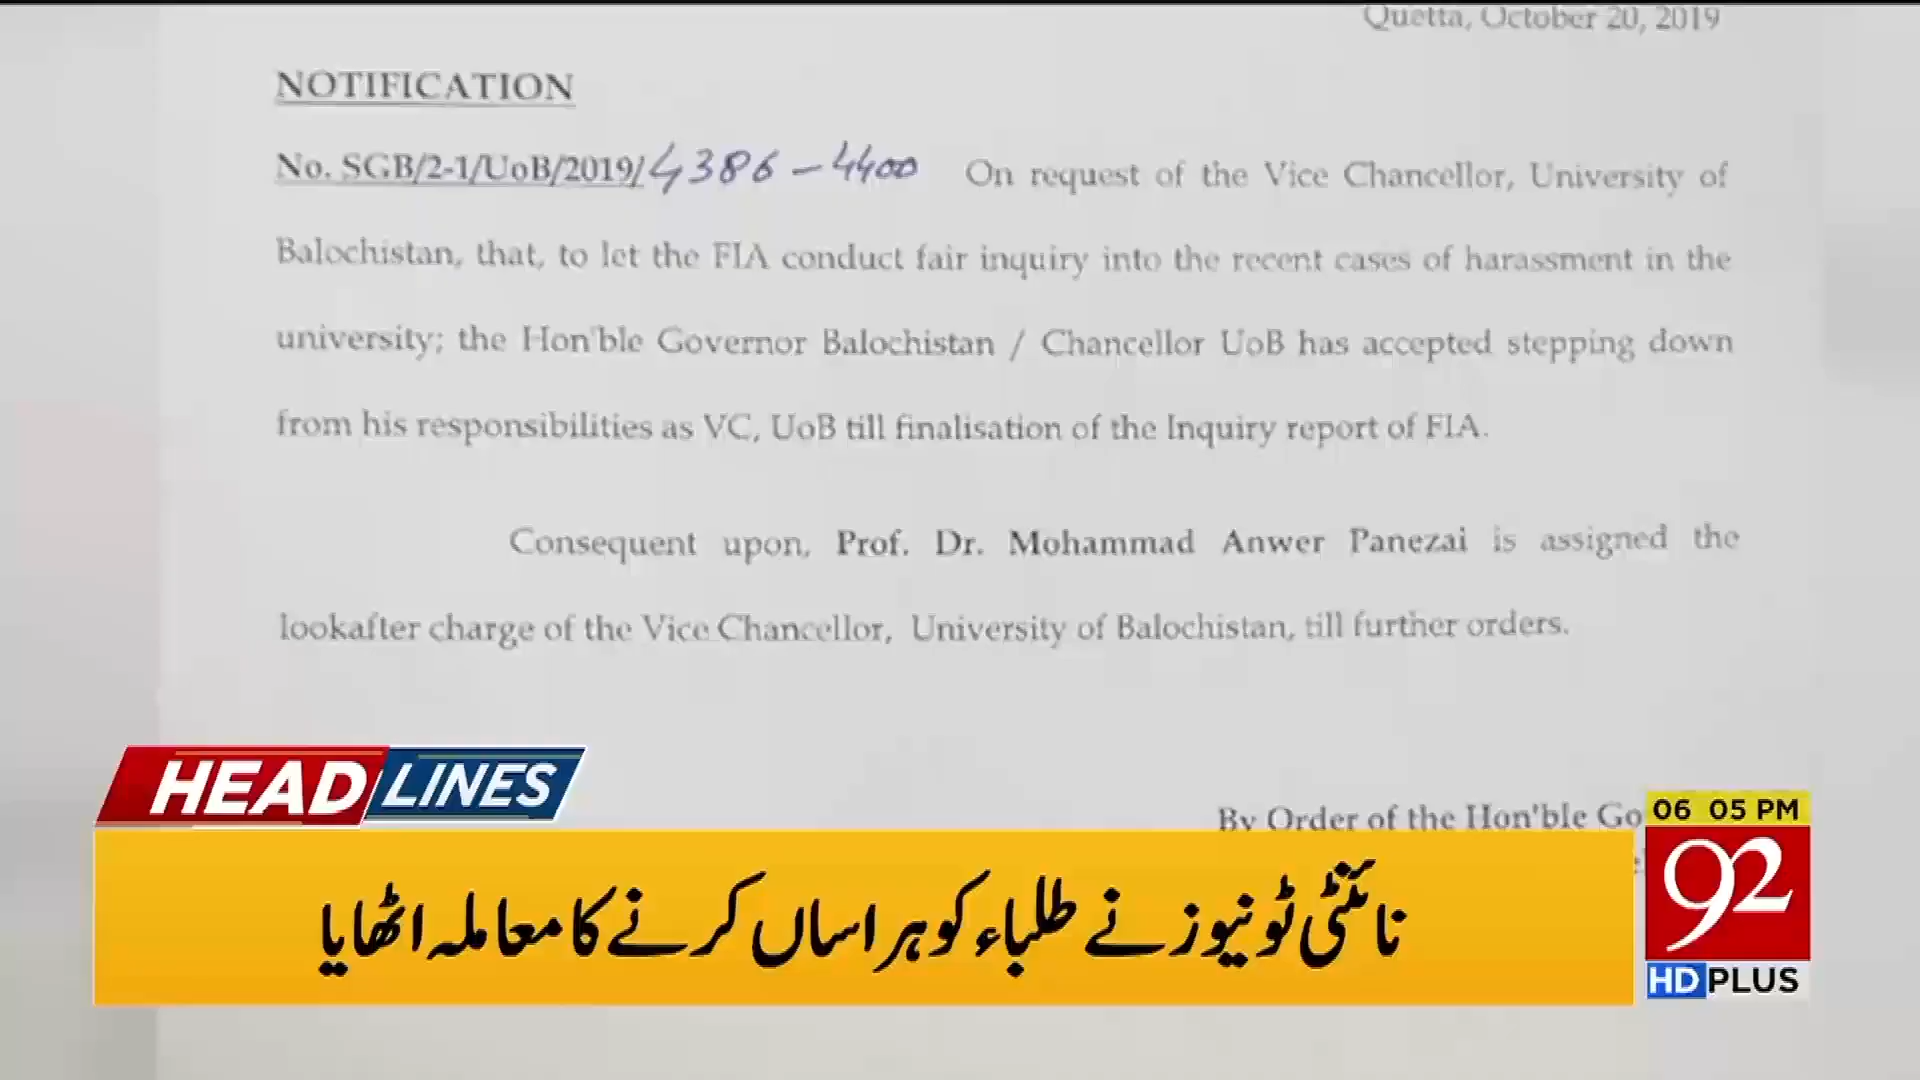 Quetta, October 20, 2019
NOTIFICATION
No. SGB/2-1/UoB/2019/4386-4400 On request of the Vice Chancellor, University of
Balochistan, that, to let the FIA conduct fair inquiry into the recent cases of harassment in the
university; the Hon'ble Governor Balochistan / Chancellor UoB has accepted stepping down
from his responsibilities as VC, UoB till finalisation of the Inquiry report of FIA.
Consequent upon, Prof. Dr. Mohammad Anwer Panezai is assigned the
lookafter charge of the Vice Chancellor, University of Balochistan, till further orders.
By Order of the Hon'ble Go
HEADLINES
06 05 PM
92
HD PLUS
نائنٹی ٹو نیوز نے طلباء کو ہراساں کرنے کا معاملہ اٹھایا